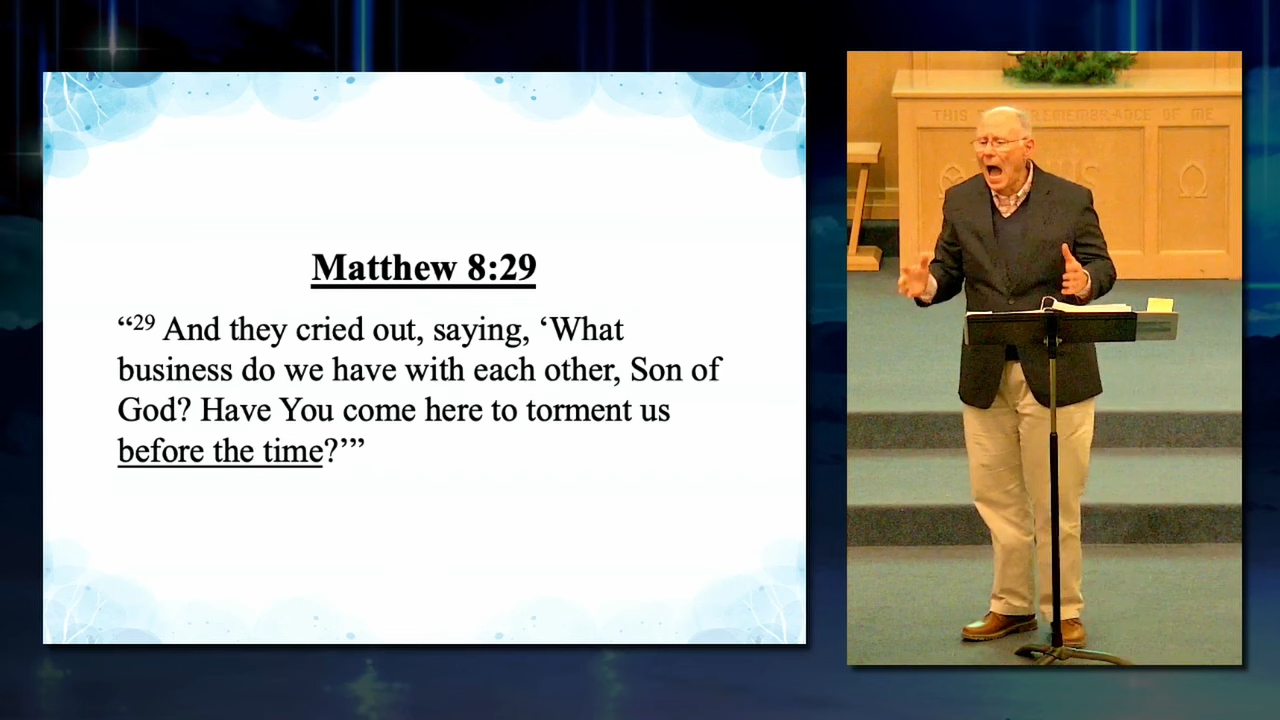 Matthew 8:29
“29 And they cried out, saying, ‘What
business do we have with each other, Son of
God? Have You come here to torment us
before the time?’”
THIS REMEMBRANCE OF ME